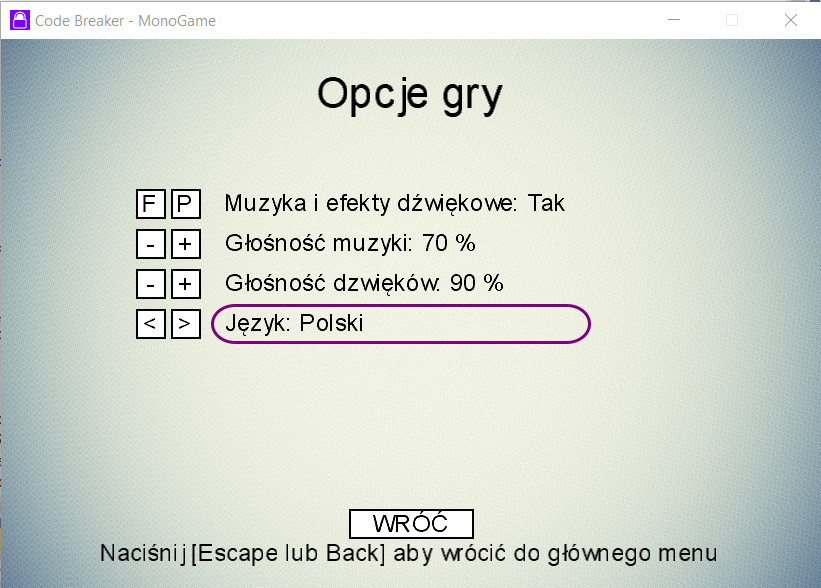 Code Breaker - MonoGame
Opcje gry
F P Muzyka i efekty dźwiękowe: Tak
- + Głośność muzyki: 70 %
- + Głośność dzwięków: 90 %
< > Język: Polski
WRÓĆ
Naciśnij [Escape lub Back] aby wrócić do głównego menu